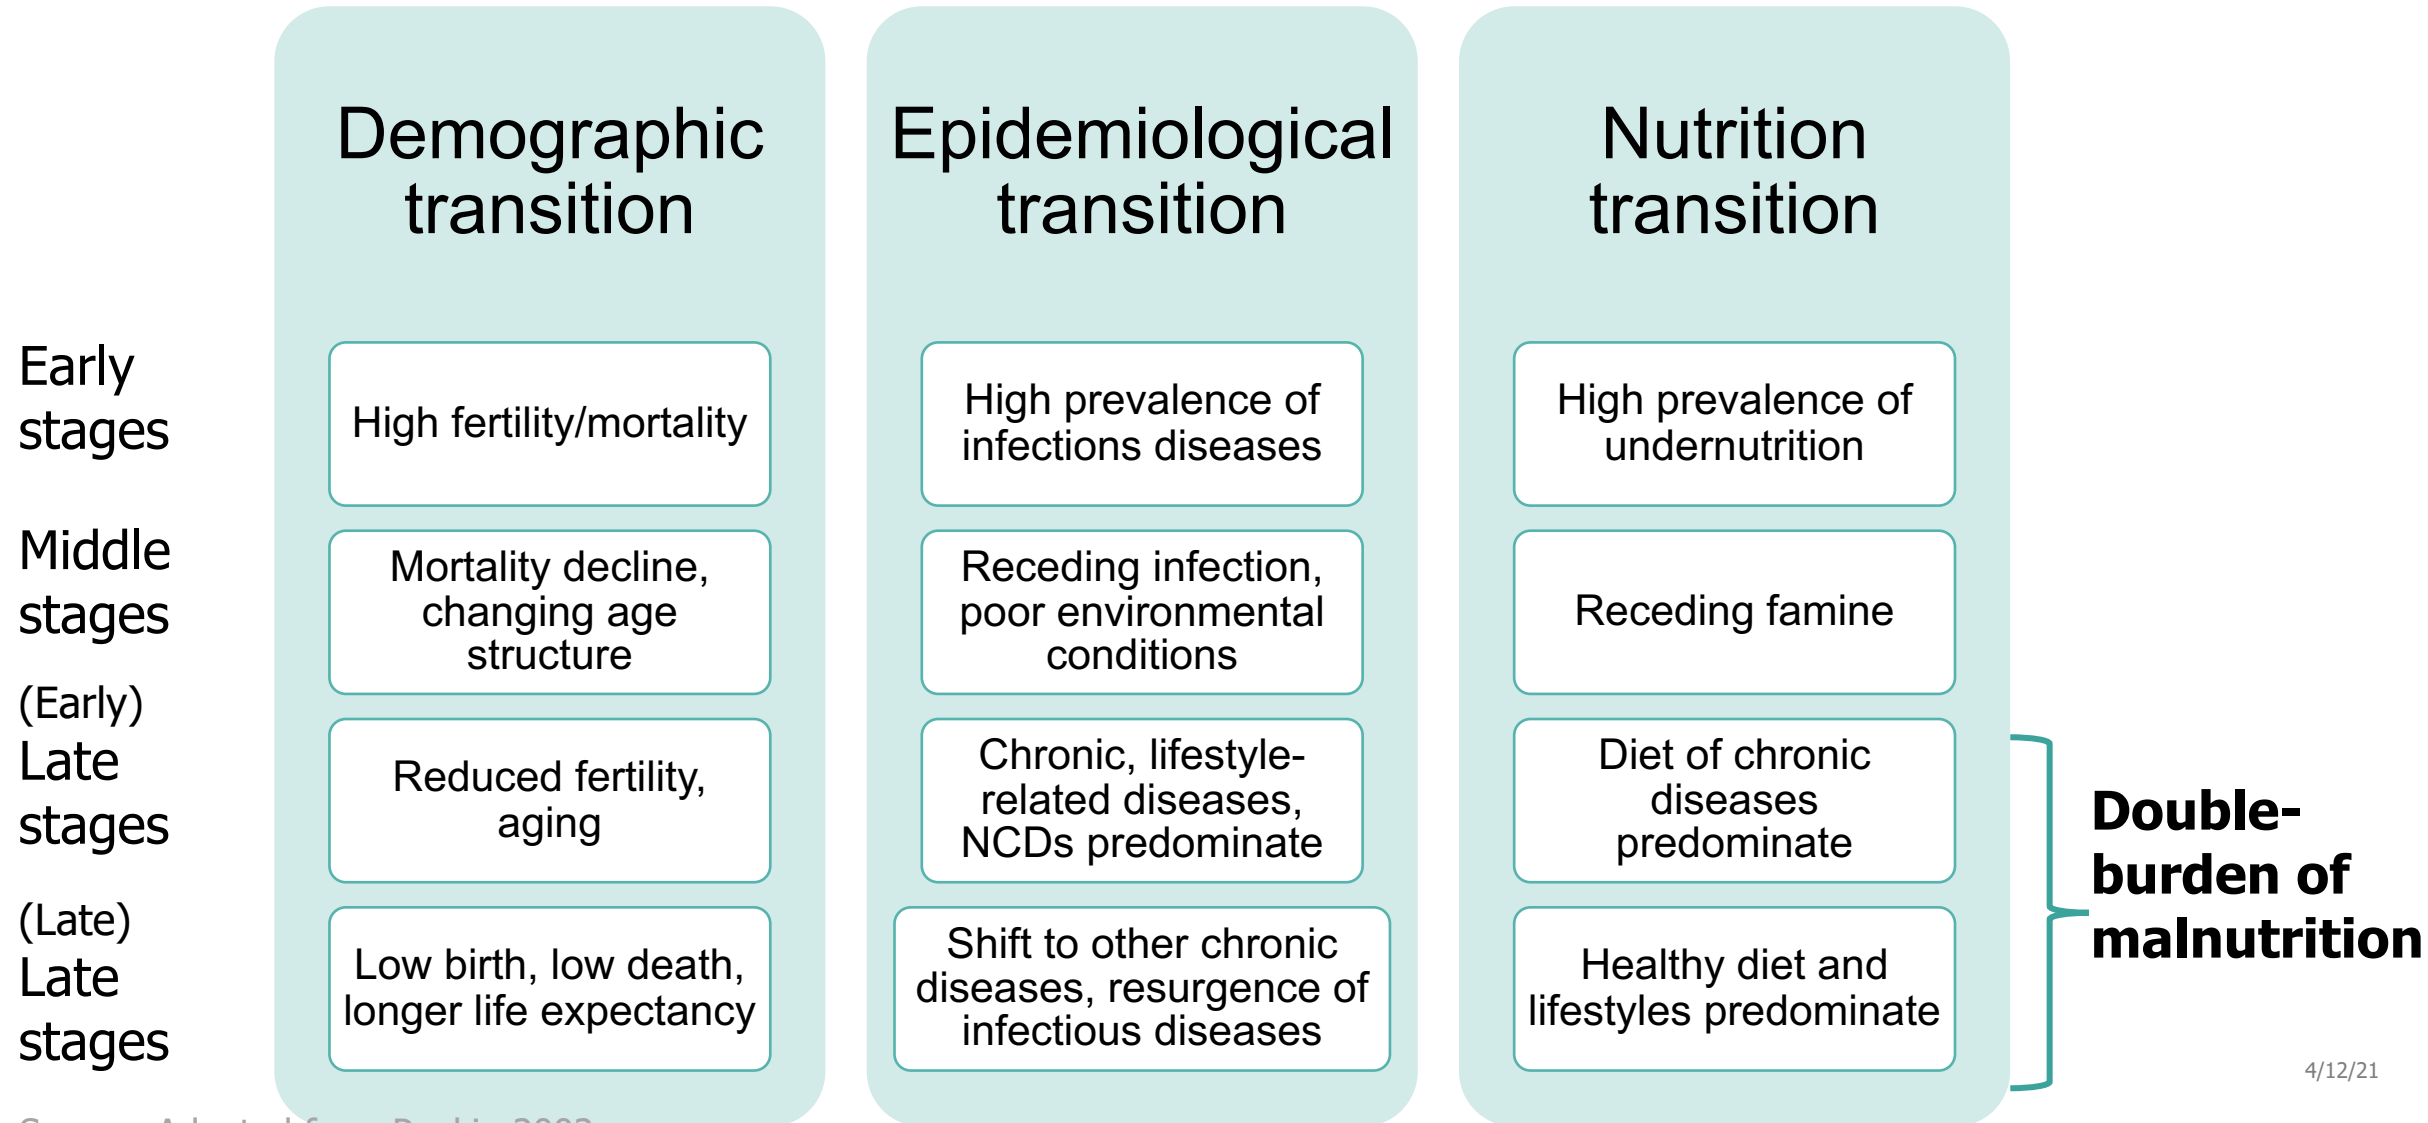 Demographic
transition
Epidemiological
transition
Nutrition
transition
Early
stages
High fertility/mortality
High prevalence of
infections diseases
High prevalence of
undernutrition
Middle
stages
Mortality decline,
changing age
structure
Receding infection,
poor environmental
conditions
Receding famine
(Early)
Late
stages
Reduced fertility,
aging
Chronic, lifestyle-
related diseases,
NCDs predominate
Diet of chronic
diseases
predominate
Double-
burden of
malnutrition
(Late)
Late
stages
Low birth, low death,
longer life expectancy
Shift to other chronic
diseases, resurgence of
infectious diseases
Healthy diet and
lifestyles predominate
4/12/21